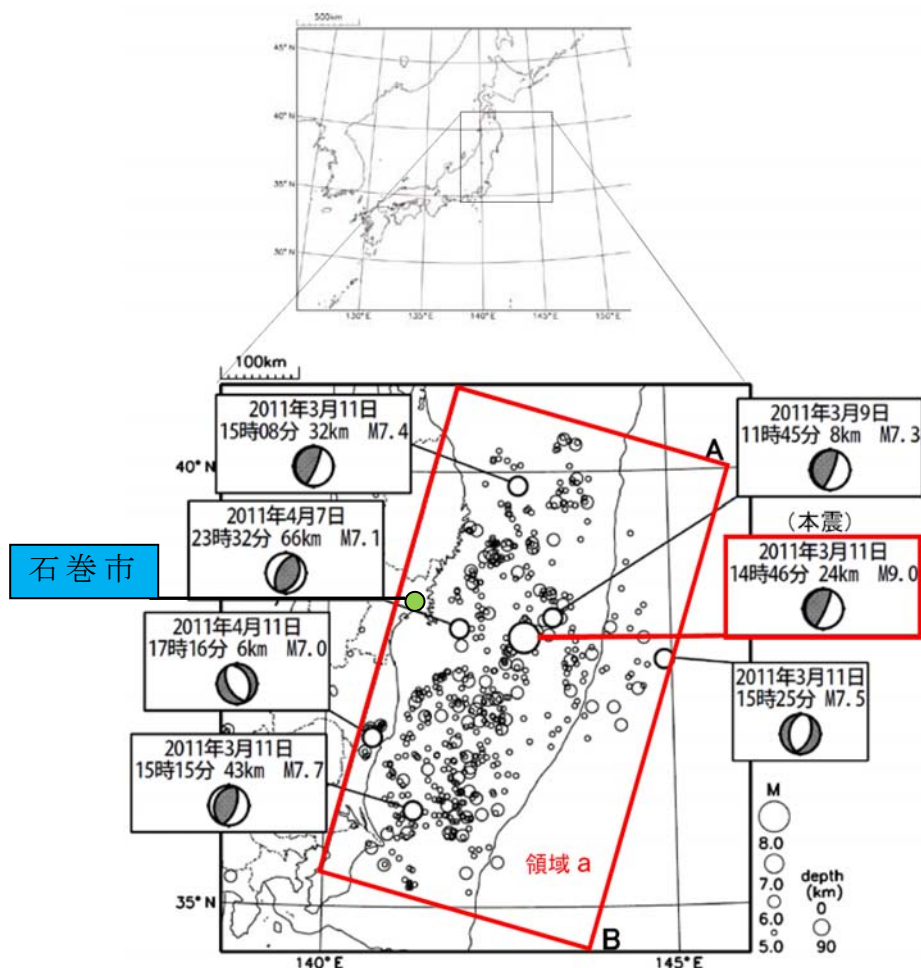 500km
45°N
40°N
35°N
30°N
130°E
135°E
140°E
145°E
150°E
100km
2011年3月11日
15時08分 32km M7.4
2011年3月9日
11時45分 8km M7.3
A
40°N
2011年4月7日
23時32分 66km M7.1
(本震)
2011年3月11日
14時46分 24km M9.0
石巻市
2011年4月11日
17時16分 6km M7.0
2011年3月11日
15時25分 M7.5
2011年3月11日
15時15分 43km M7.7
M
8.0
7.0
6.0
5.0
depth
(km)
0
90
領域 a
35°N
B
140°E
145°E